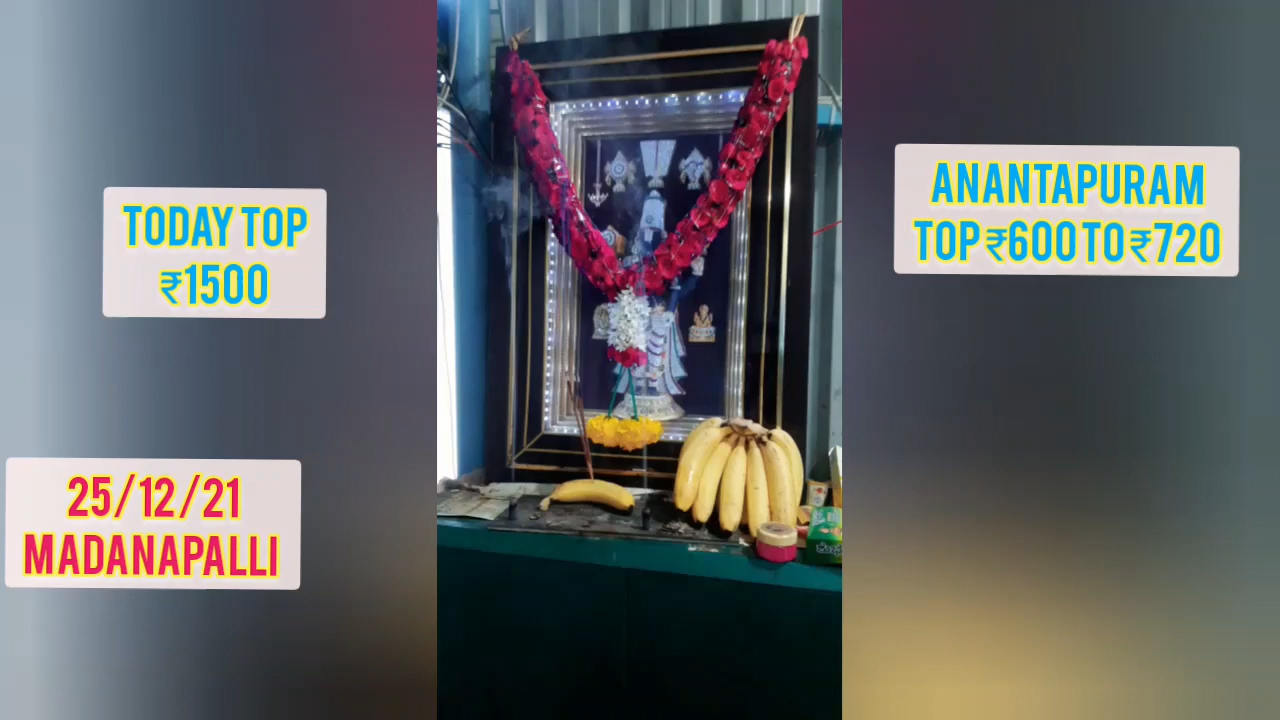 TODAY TOP
₹1500
25/12/21
MADANAPALLI
ANANTAPURAM
TOP ₹600 TO ₹720